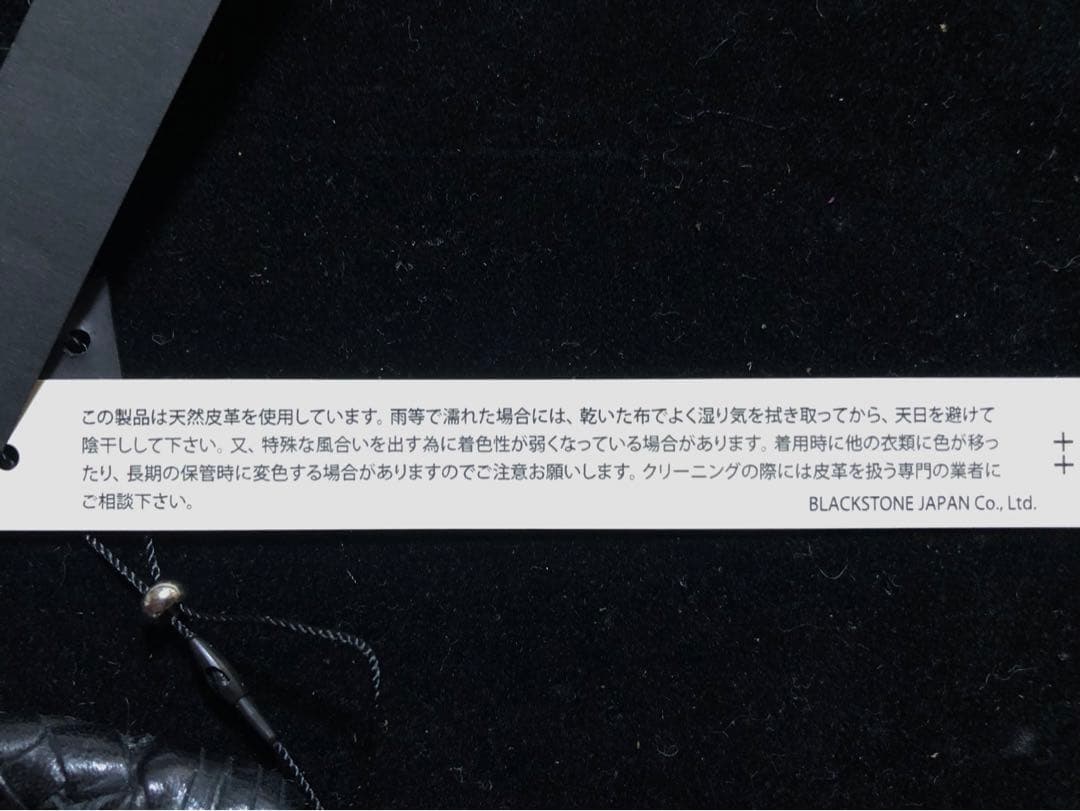 この製品は天然皮革を使用しています。雨等で濡れた場合には、乾いた布でよく湿り気を拭き取ってから、天日を避けて
陰干しして下さい。又、特殊な風合いを出す為に着色性が弱くなっている場合があります。着用時に他の衣類に色が移っ
たり、長期の保管時に変色する場合がありますのでご注意お願いします。クリーニングの際には皮革を扱う専門の業者に
ご相談下さい。
BLACKSTONE JAPAN Co., Ltd.